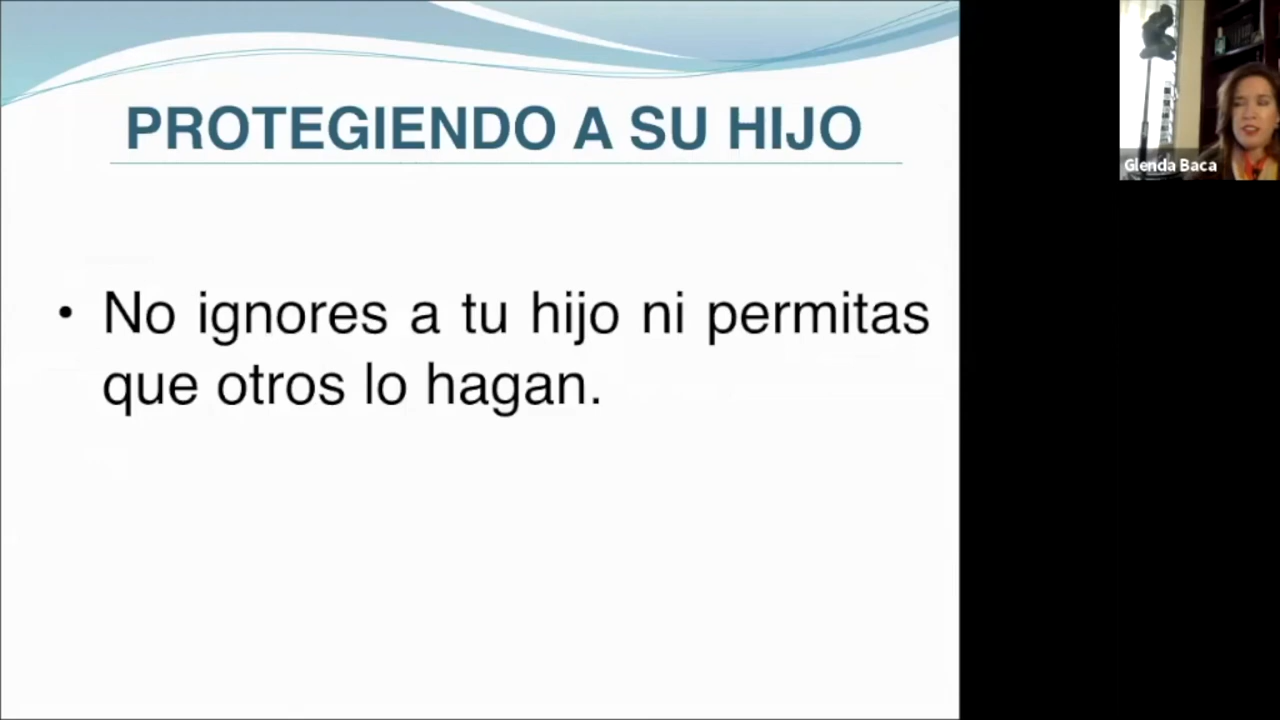 PROTEGIENDO A SU HIJO
• No ignores a tu hijo ni permitas
que otros lo hagan.
Glenda Baca